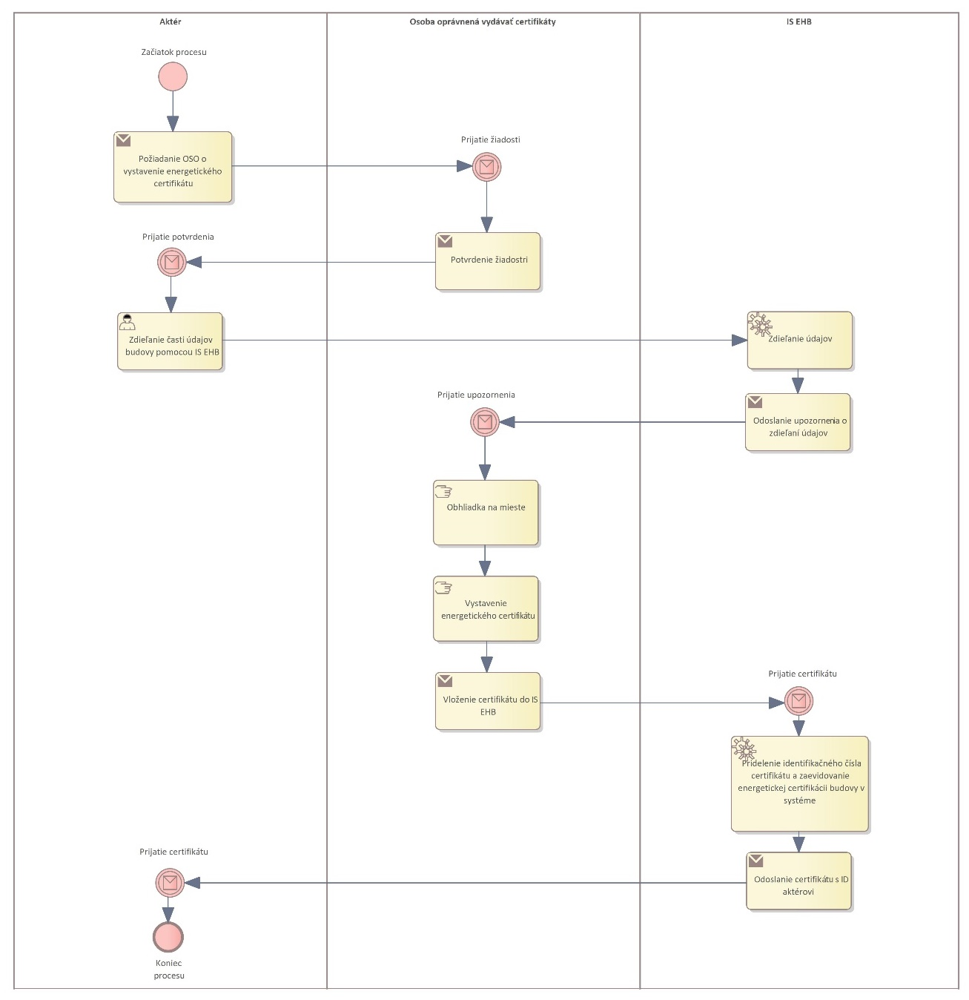 Aktér
Osoba oprávnená vydávať certifikáty
IS EHB
Začiatok procesu
Požiadanie OSO o
vystavenie energetického
certifikátu
Prijatie žiadosti
Potvrdenie žiadostri
Prijatie potvrdenia
Zdieľanie časti údajov
budovy pomocou IS EHB
Zdieľanie údajov
Odoslanie upozornenia o
zdieľaní údajov
Prijatie upozornenia
Obhliadka na mieste
Vystavenie
energetického certifikátu
Vloženie certifikátu do IS
EHB
Prijatie certifikátu
Pridelenie identifikačného čísla
certifikátu a zaevidovanie
energetickej certifikácii budovy v
systéme
Odoslanie certifikátu s ID
aktérovi
Prijatie certifikátu
Koniec
procesu